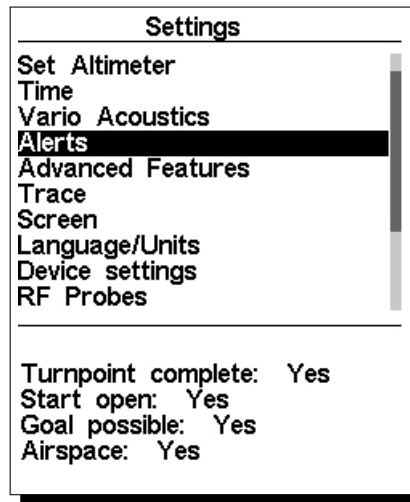 Settings
Set Altimeter
Time
Vario Acoustics
Alerts
Advanced Features
Trace
Screen
Language/Units
Device settings
RF Probes
Turnpoint complete: Yes
Start open: Yes
Goal possible: Yes
Airspace: Yes